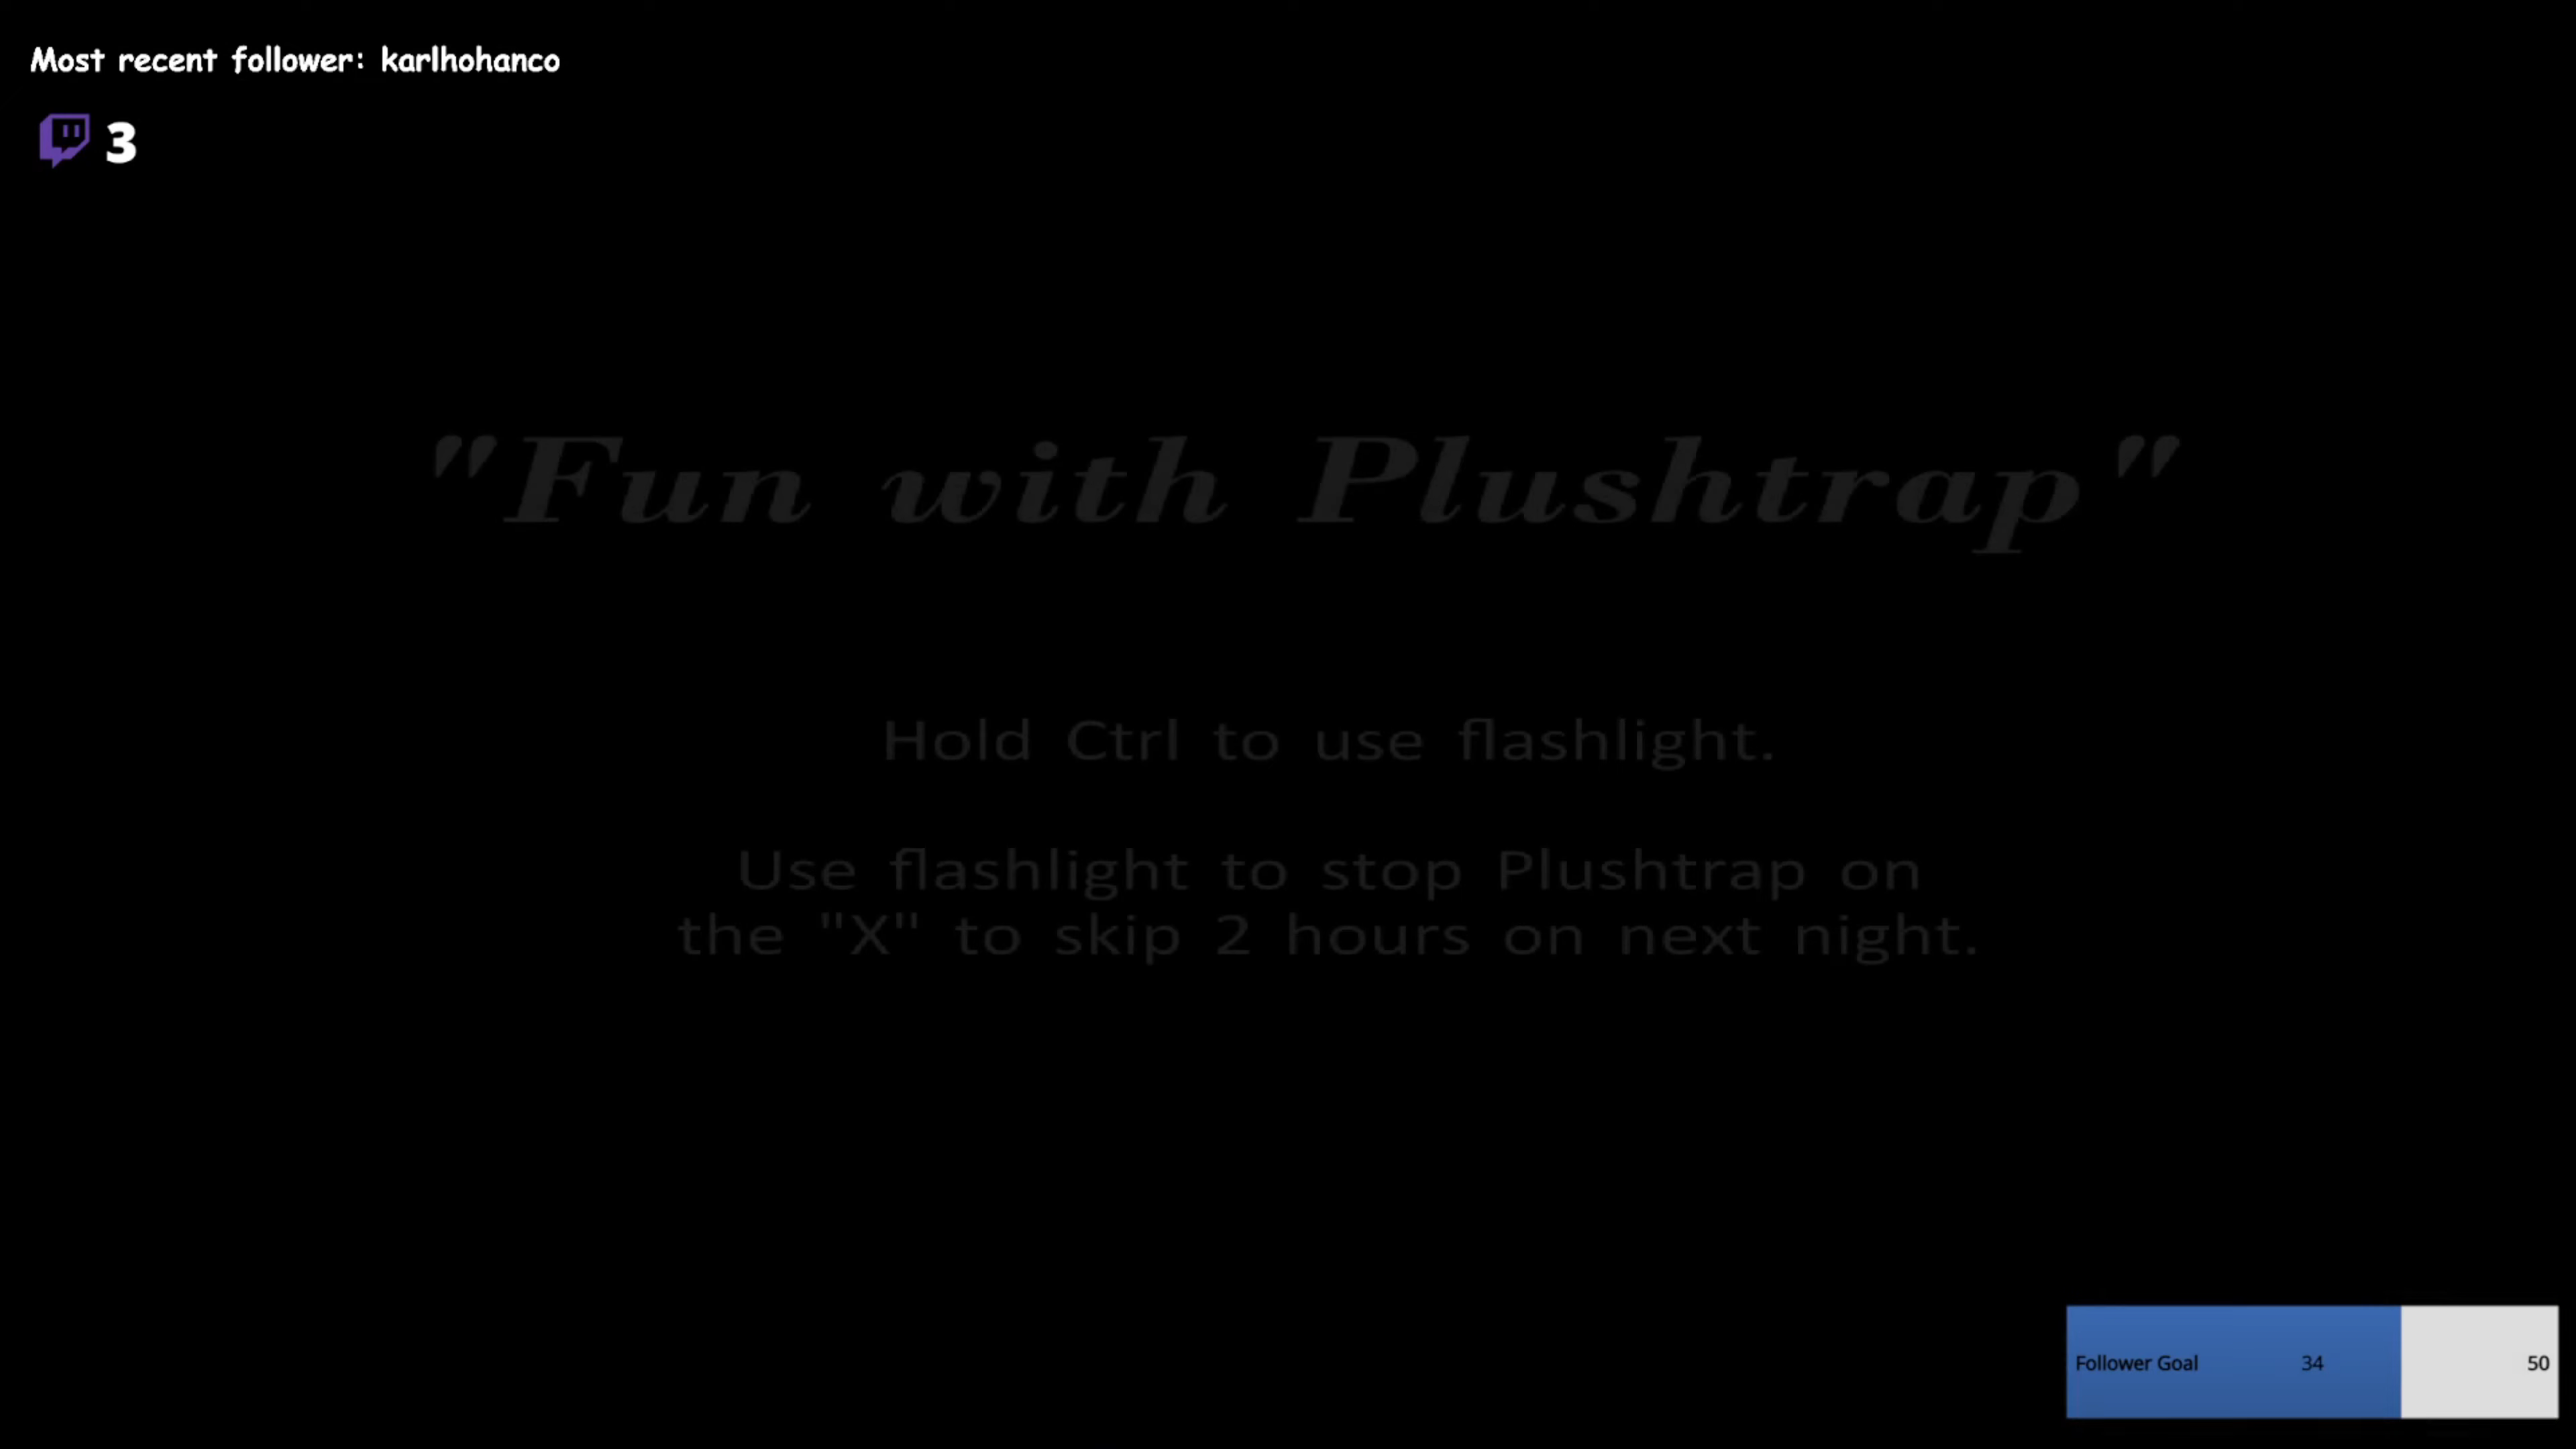 Most recent follower: karlhohanco
3
"Fun with Plushtrap"
Hold Ctrl to use flashlight.
Use flashlight to stop Plushtrap on
the "X" to skip 2 hours on next night.
Follower Goal 34 50